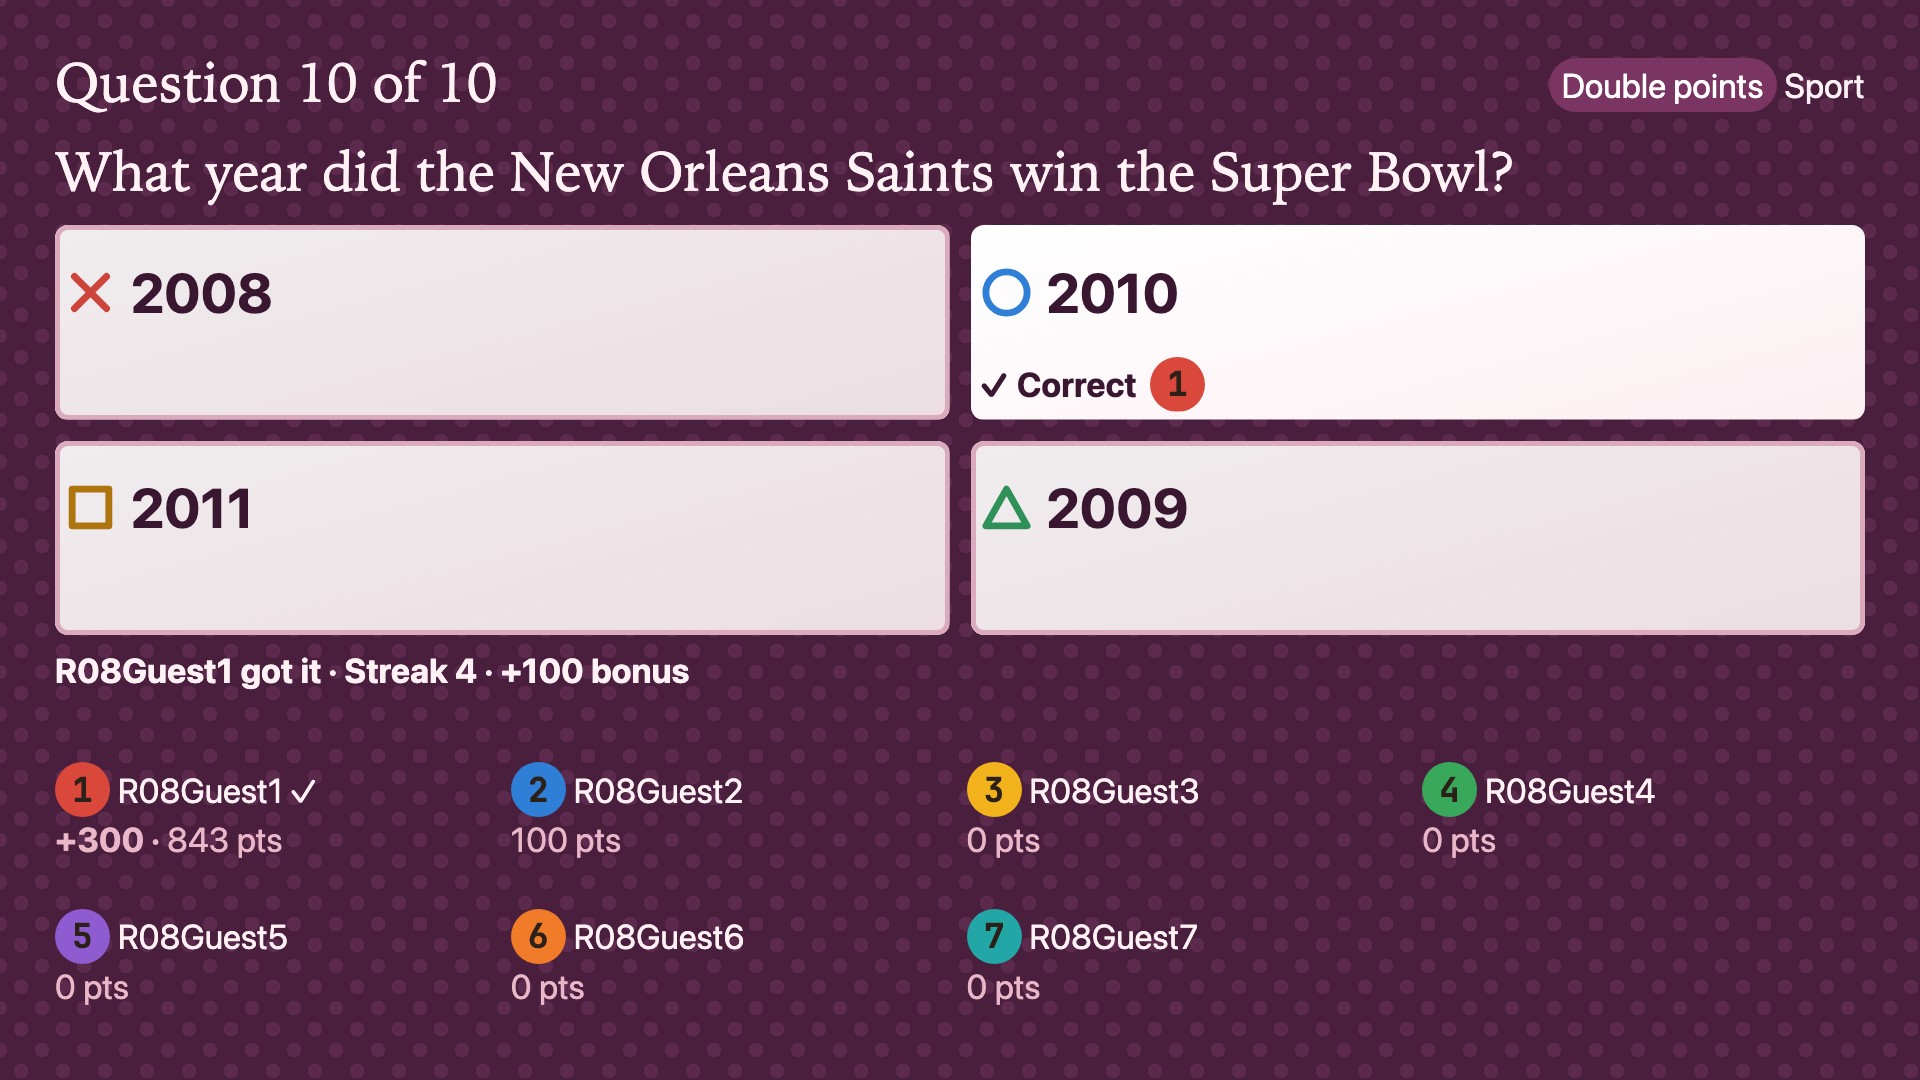 Question 10 of 10
Double points Sport
What year did the New Orleans Saints win the Super Bowl?
2008
2010
✓ Correct 1
2011
2009
R08Guest1 got it · Streak 4 · +100 bonus
1 R08Guest1 ✓
+300 · 843 pts
2 R08Guest2
100 pts
3 R08Guest3
0 pts
4 R08Guest4
0 pts
5 R08Guest5
0 pts
6 R08Guest6
0 pts
7 R08Guest7
0 pts